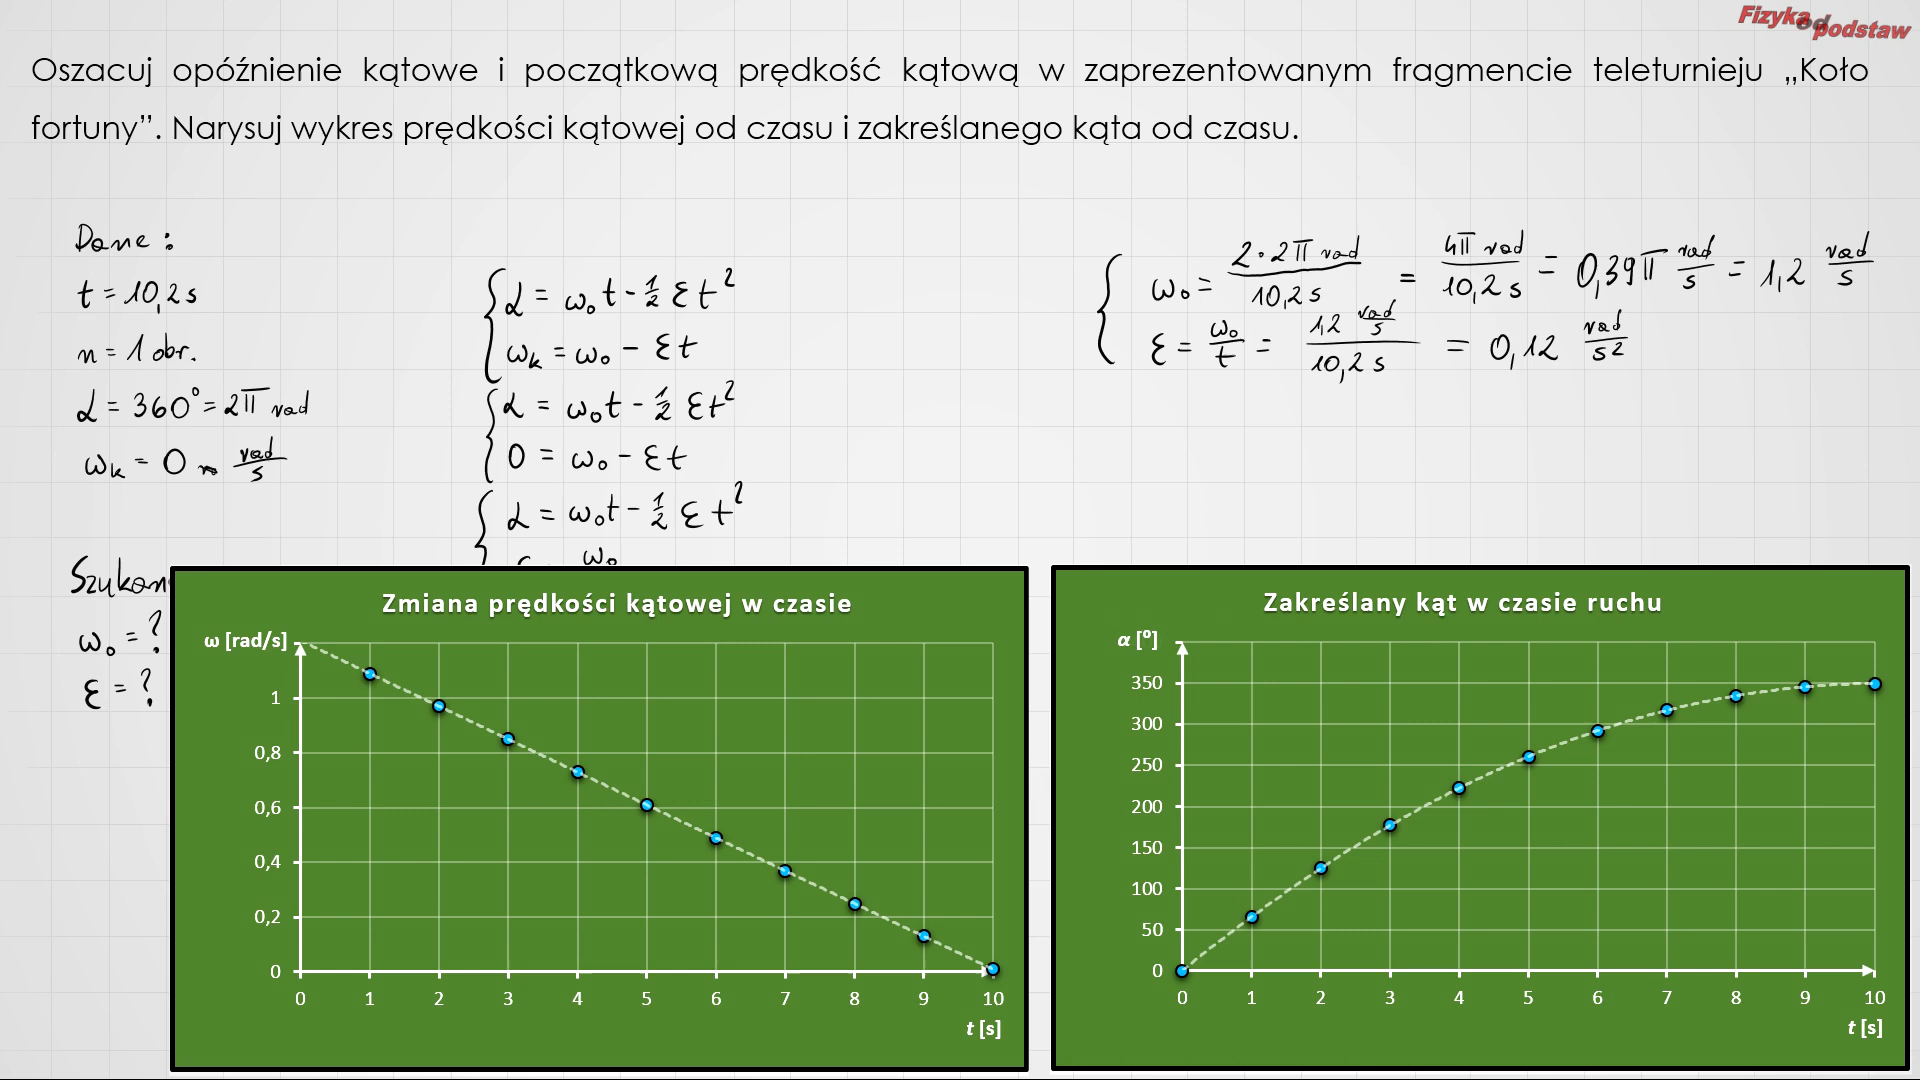 Fizyka od podstaw
Oszacuj opóźnienie kątowe i początkową prędkość kątową w zaprezentowanym fragmencie teleturnieju „Koło
fortuny”. Narysuj wykres prędkości kątowej od czasu i zakreślanego kąta od czasu.
Dane:
t = 10,2 s
n = 1 obr.
α = 360° = 2π rad
ω_k = 0 rad/s
Szukan
ω₀ = ?
ε = ?
α = ω₀t - 1/2 εt²
ω_k = ω₀ - εt
α = ω₀t - 1/2 εt²
0 = ω₀ - εt
α = ω₀t - 1/2 εt²
ω₀
ω₀ = 2·2π rad / 10,2 s = 4π rad / 10,2 s = 0,39π rad/s = 1,2 rad/s
ε = ω₀/t = 1,2 rad/s / 10,2 s = 0,12 rad/s²
Zmiana prędkości kątowej w czasie
ω [rad/s]
1
0,8
0,6
0,4
0,2
0
0 1 2 3 4 5 6 7 8 9 10
t [s]
Zakreślany kąt w czasie ruchu
α [°]
350
300
250
200
150
100
50
0
0 1 2 3 4 5 6 7 8 9 10
t [s]